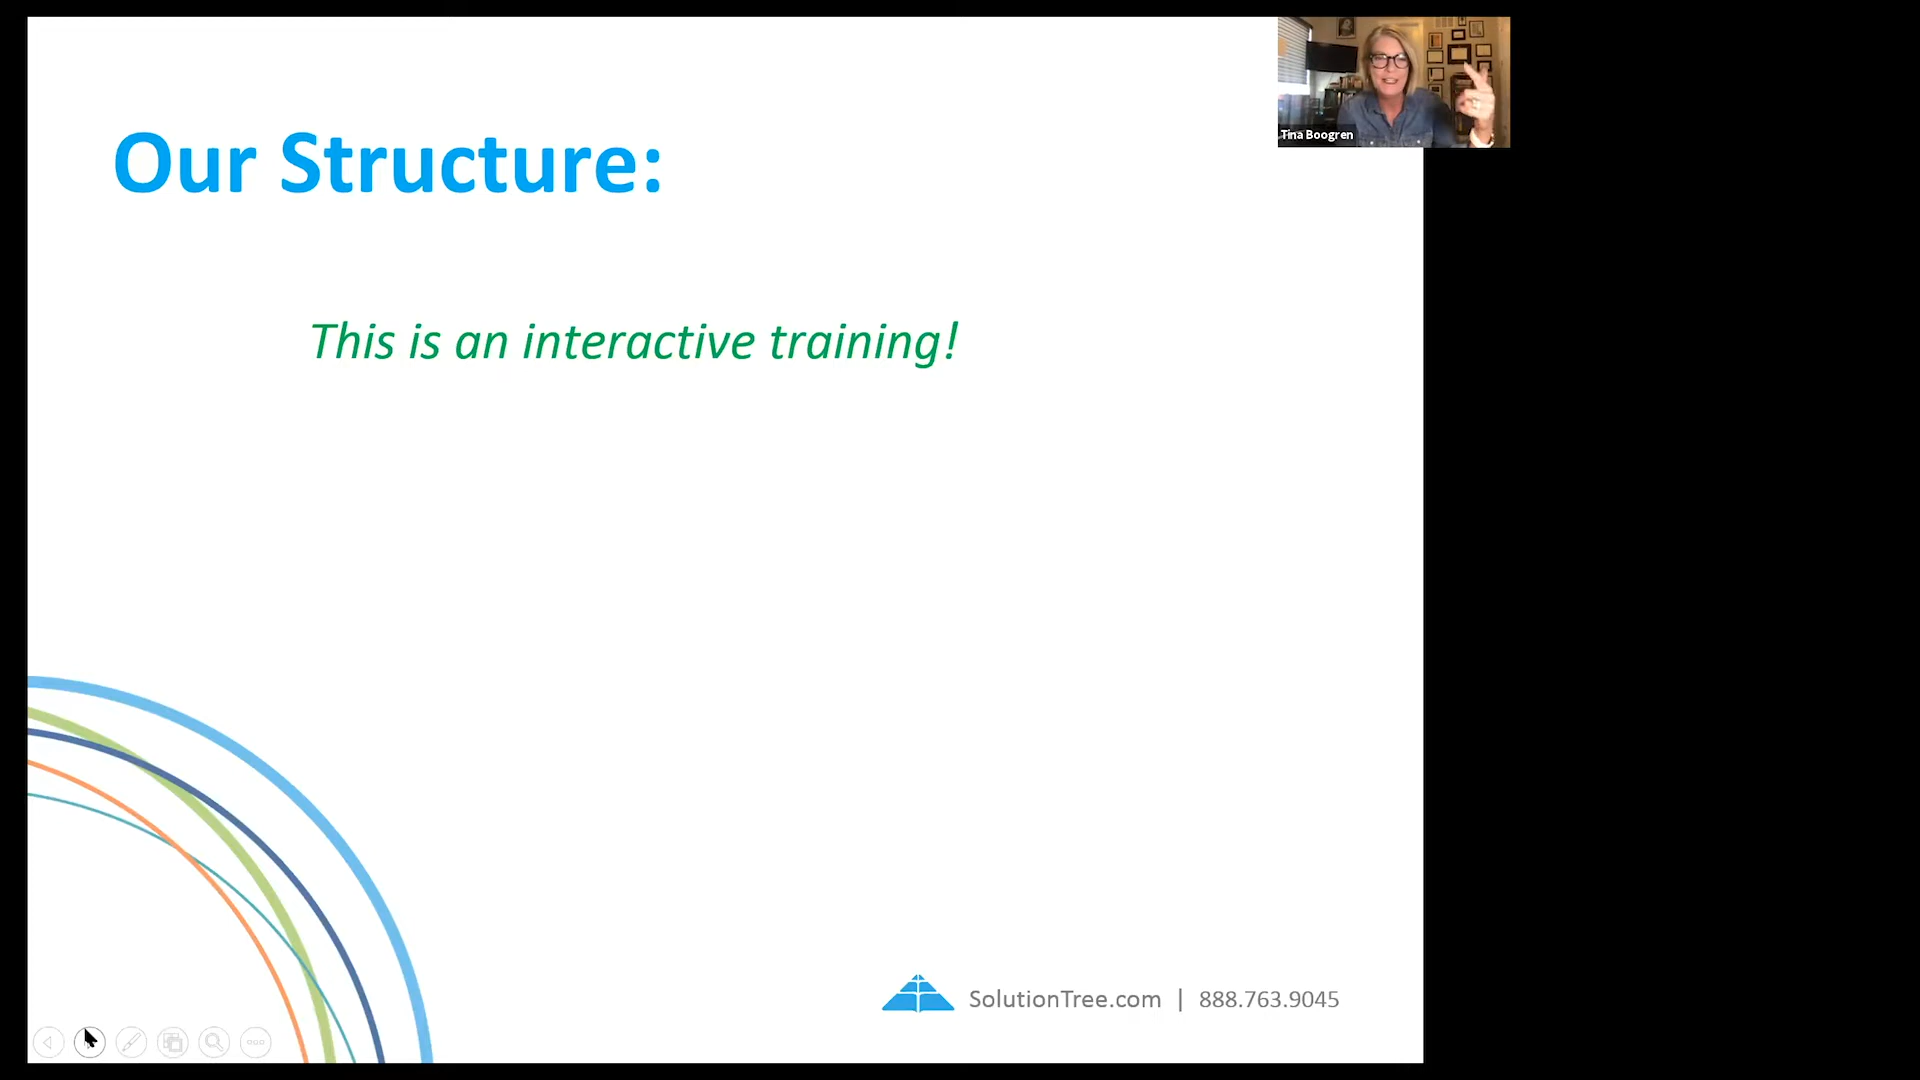 Our Structure:
Tina Boogren
This is an interactive training!
SolutionTree.com | 888.763.9045